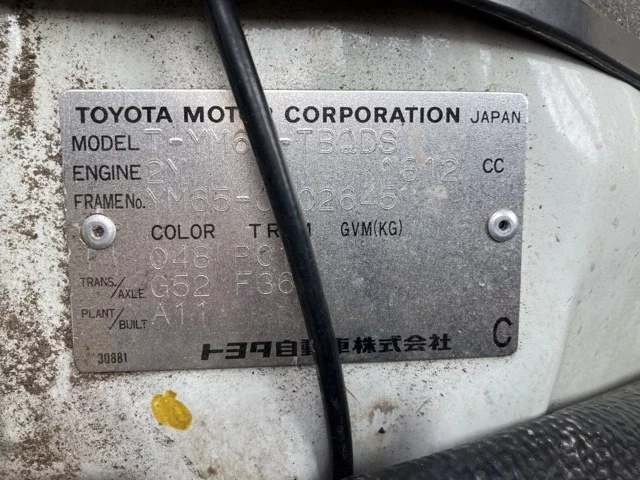 TOYOTA MOTOR CORPORATION JAPAN
MODEL
ENGINE 2Y 1812 CC
FRAME No.
COLOR TRIM GVM(KG)
048
TRANS./AXLE G52
PLANT/BUILT A11
30881 トヨタ自動車株式会社 C